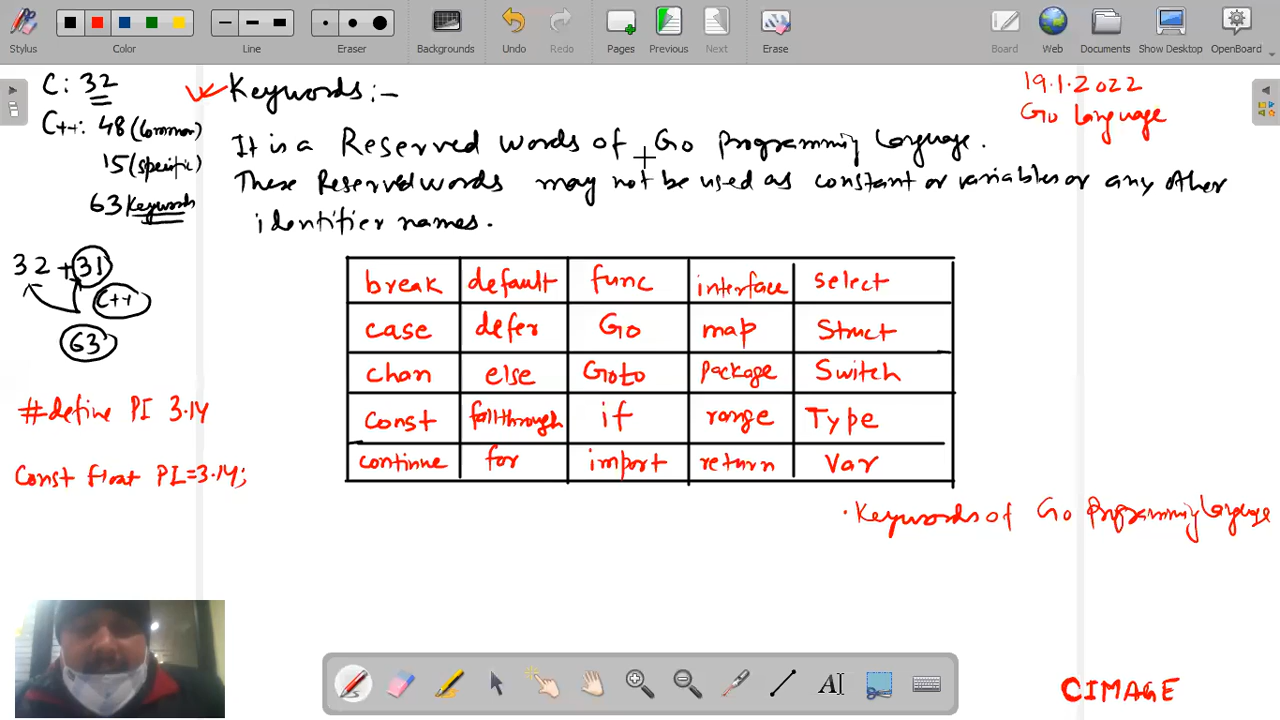 Stylus
Color
Line
Eraser
Backgrounds
Undo
Redo
Pages
Previous
Next
Erase
Board
Web
Documents
Show Desktop
OpenBoard
C: 32
C++: 48 (Common)
15 (specific)
63 Keywords
32 + 31
C++
63
#define PI 3.14
Const float PI=3.14;
Keywords:-
19.1.2022
Go Language
It is a Reserved words of Go Programming Language.
These Reserved words may not be used as constant or variables or any other
identifier names.
break default func interface select
case defer Go map Struct
chan else Goto Package Switch
Const fallthrough if range Type
continue for import return Var
. Keywords of Go Programming Language
CIMAGE